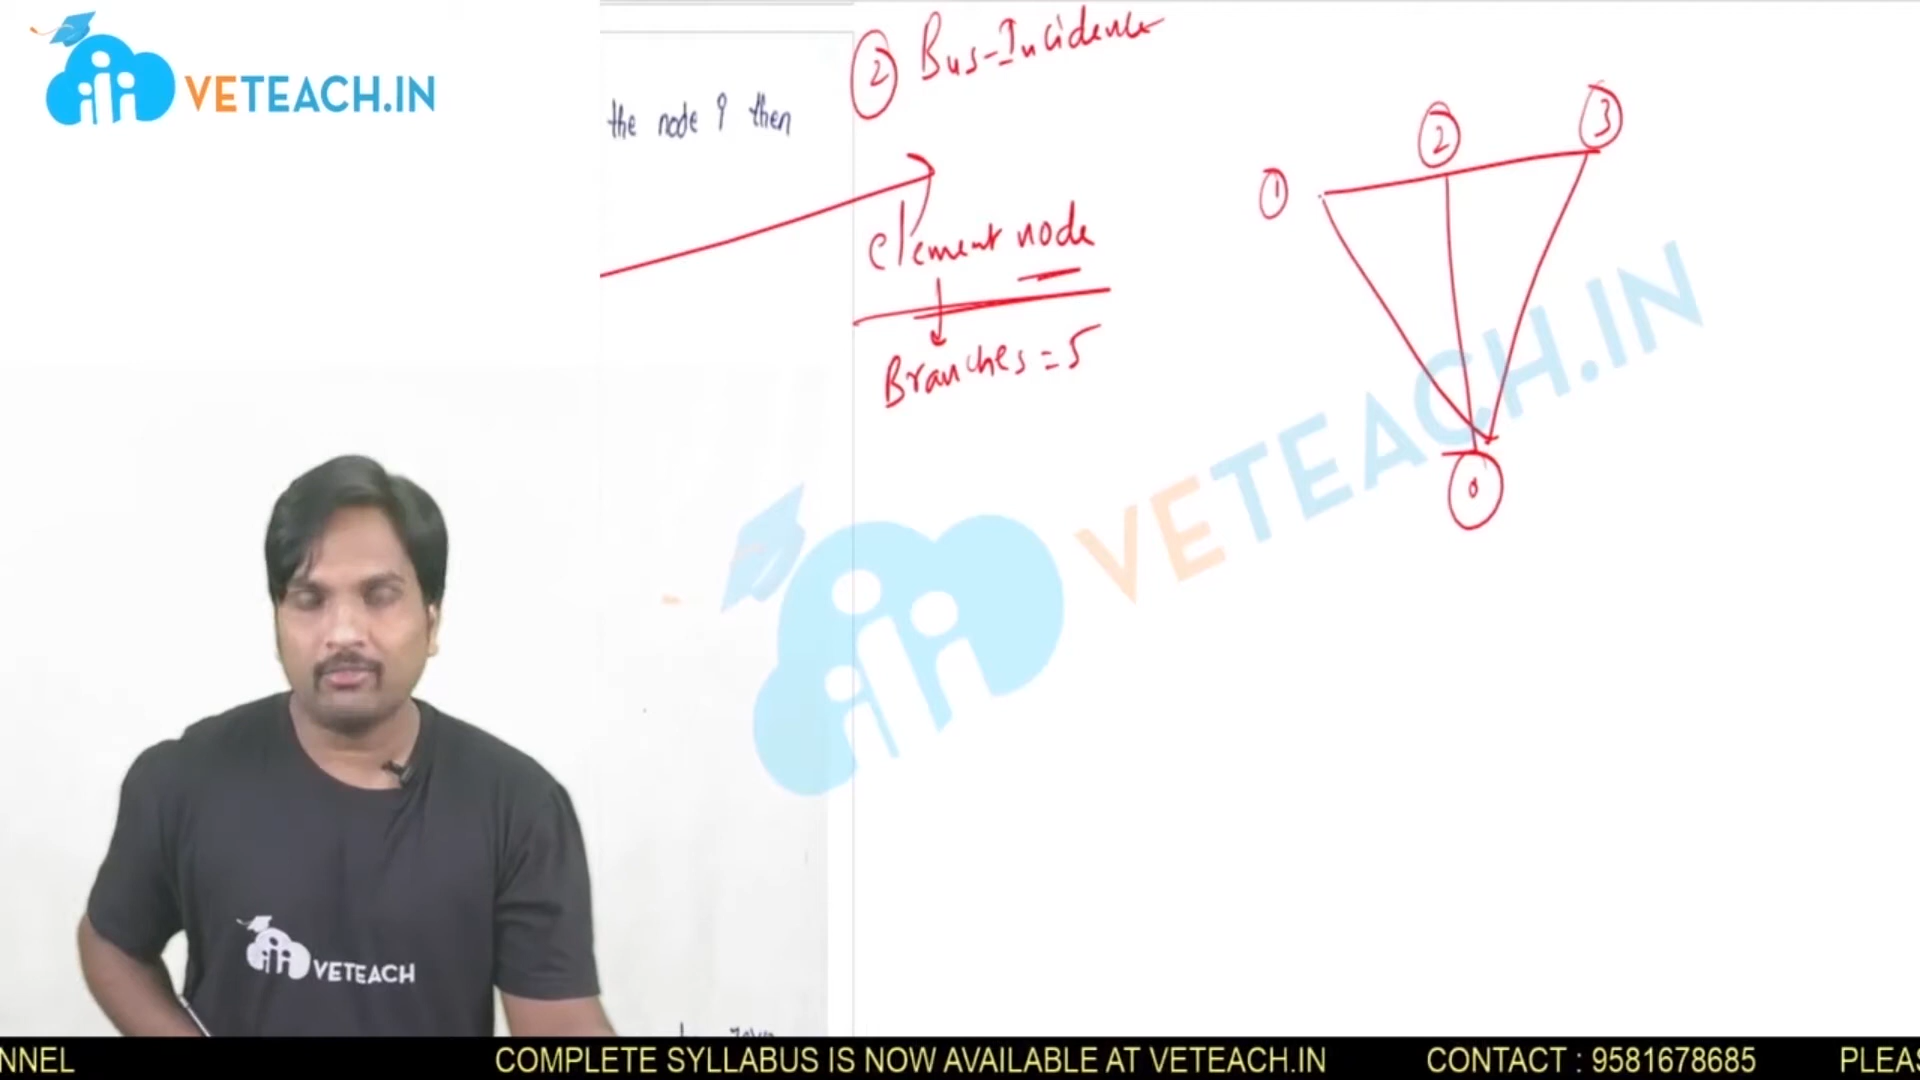 VETEACH.IN
② Bus-Incidence
the node ? then
②
③
①
Element node
Branches = 5
0
VETEACH.IN
VETEACH
NNEL COMPLETE SYLLABUS IS NOW AVAILABLE AT VETEACH.IN CONTACT : 9581678685 PLEAS